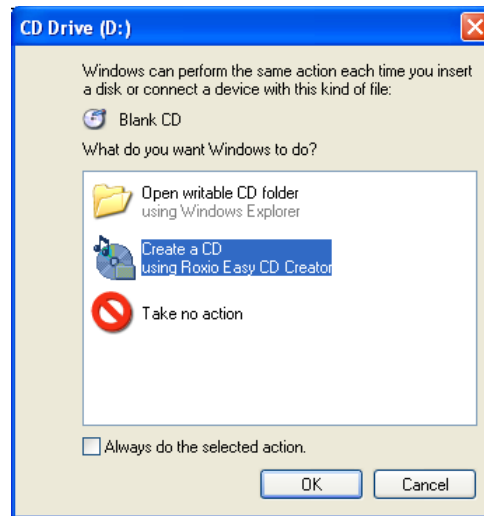 CD Drive (D:)
Windows can perform the same action each time you insert
a disk or connect a device with this kind of file:
Blank CD
What do you want Windows to do?
Open writable CD folder
using Windows Explorer
Create a CD
using Roxio Easy CD Creator
Take no action
Always do the selected action.
OK Cancel